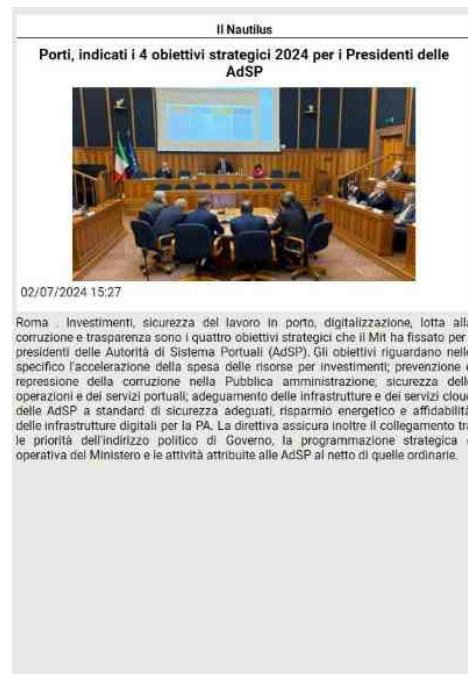 Il Nautilus
Porti, indicati i 4 obiettivi strategici 2024 per i Presidenti delle
AdSP
02/07/2024 15:27
Roma . Investimenti, sicurezza del lavoro in porto, digitalizzazione, lotta alla
corruzione e trasparenza sono i quattro obiettivi strategici che il Mit ha fissato per i
presidenti delle Autorità di Sistema Portuali (AdSP). Gli obiettivi riguardano nello
specifico l'accelerazione della spesa delle risorse per investimenti; prevenzione e
repressione della corruzione nella Pubblica amministrazione; sicurezza delle
operazioni e dei servizi portuali; adeguamento delle infrastrutture e dei servizi cloud
delle AdSP a standard di sicurezza adeguati, risparmio energetico e affidabilità
delle infrastrutture digitali per la PA. La direttiva assicura inoltre il collegamento tra
le priorità dell'indirizzo politico di Governo, la programmazione strategica e
operativa del Ministero e le attività attribuite alle AdSP al netto di quelle ordinarie.